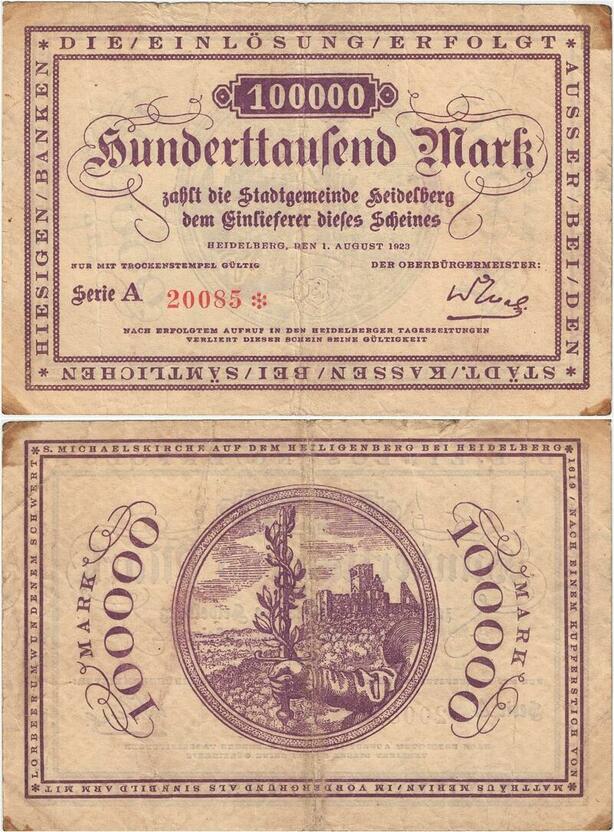 *DIE/EINLÖSUNG/ERFOLGT*
AUSSER/BEI/DEN
*STÄDT/KASSEN/BEI/SÄMTLICHEN*
HIESIGEN/BANKEN
100000
Hunderttauſend Mark
zahlt die Stadtgemeinde Heidelberg
dem Einlieferer dieſes Scheines
HEIDELBERG, DEN 1. AUGUST 1923
NUR MIT TROCKENSTEMPEL GÜLTIG
DER OBERBÜRGERMEISTER:
Serie A 20085 *
NACH ERFOLGTEM AUFRUF IN DEN HEIDELBERGER TAGESZEITUNGEN
VERLIERT DIESER SCHEIN SEINE GÜLTIGKEIT
*S. MICHAELSKIRCHE AUF DEM HEILIGENBERG BEI HEIDELBERG*
1619 / NACH EINEM KUPFERSTICH VON
*MATTHÄUS MERIAN / IM VORDERGRUND ALS SINNBILD ARM MIT*
LORBEERUMWUNDENEM SCHWERT
MARK
100000
100000
MARK